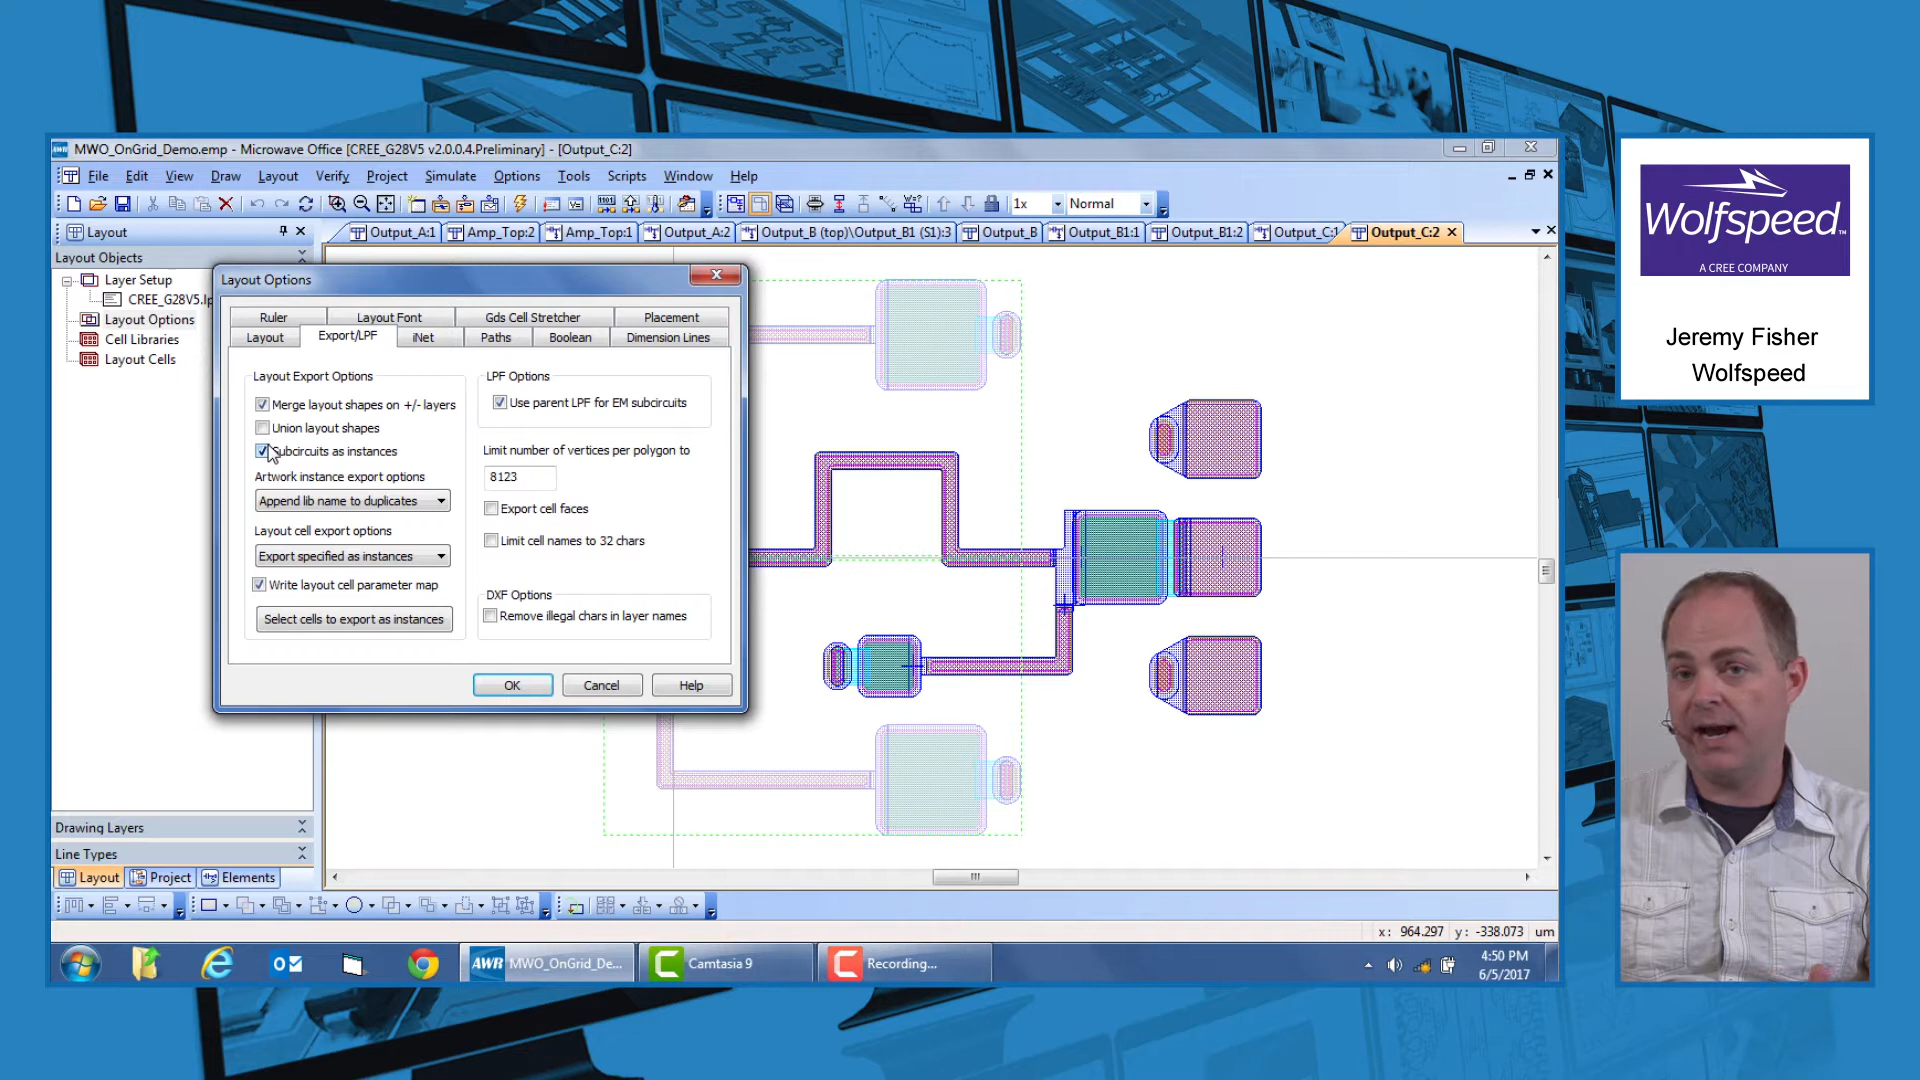 MWO_OnGrid_Demo.emp - Microwave Office [CREE_G28V5 v2.0.0.4.Preliminary] - [Output_C:2]
File Edit View Draw Layout Verify Project Simulate Options Tools Scripts Window Help
1x Normal
Layout
Output_A:1 Amp_Top:2 Amp_Top:1 Output_A:2 Output_B (top)\Output_B1 (S1):3 Output_B Output_B1:1 Output_B1:2 Output_C:1 Output_C:2
Layout Objects
Layer Setup
CREE_G28V5.lp
Layout Options
Cell Libraries
Layout Cells
Layout Options
Ruler Layout Font Gds Cell Stretcher Placement
Layout Export/LPF iNet Paths Boolean Dimension Lines
Layout Export Options
Merge layout shapes on +/- layers
Union layout shapes
Subcircuits as instances
Artwork instance export options
Append lib name to duplicates
Layout cell export options
Export specified as instances
Write layout cell parameter map
Select cells to export as instances
LPF Options
Use parent LPF for EM subcircuits
Limit number of vertices per polygon to
8123
Export cell faces
Limit cell names to 32 chars
DXF Options
Remove illegal chars in layer names
OK Cancel Help
Drawing Layers
Line Types
Layout Project Elements
x: 964.297 y: -338.073 um
AWR MWO_OnGrid_De... Camtasia 9 Recording...
4:50 PM
6/5/2017
Wolfspeed™
A CREE COMPANY
Jeremy Fisher
Wolfspeed